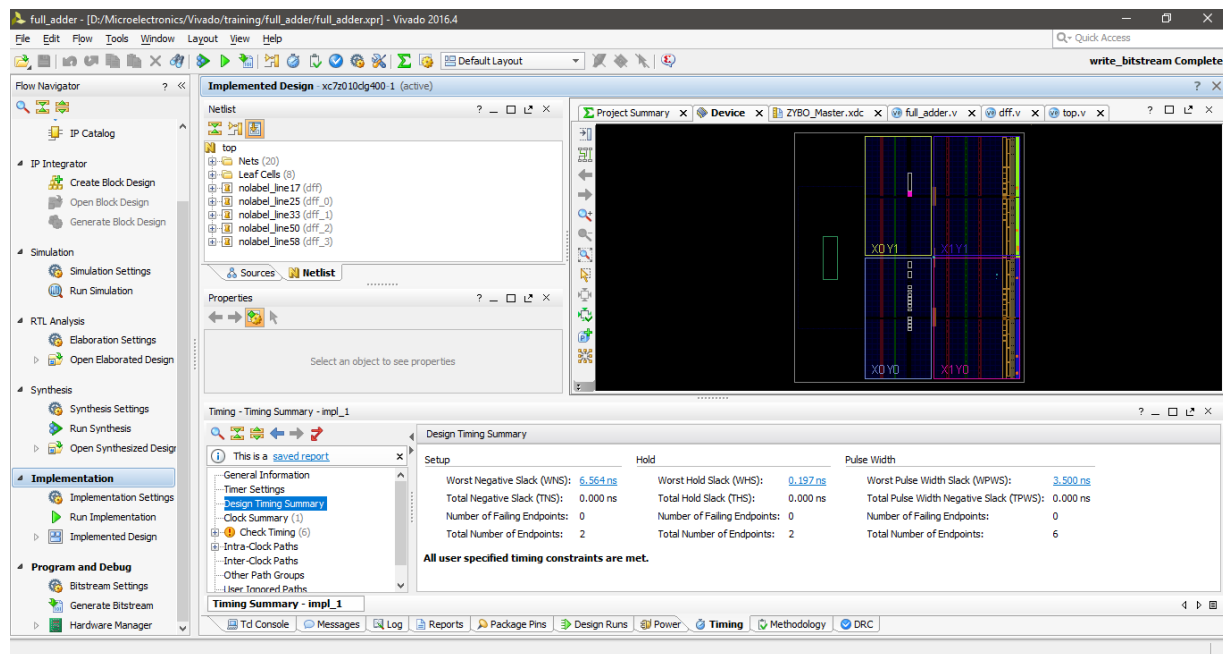 full_adder - [D:/Microelectronics/Vivado/training/full_adder/full_adder.xpr] - Vivado 2016.4
File Edit Flow Tools Window Layout View Help
Quick Access
Default Layout
write_bitstream Complete
Flow Navigator
IP Catalog
IP Integrator
Create Block Design
Open Block Design
Generate Block Design
Simulation
Simulation Settings
Run Simulation
RTL Analysis
Elaboration Settings
Open Elaborated Design
Synthesis
Synthesis Settings
Run Synthesis
Open Synthesized Desigr
Implementation
Implementation Settings
Run Implementation
Implemented Design
Program and Debug
Bitstream Settings
Generate Bitstream
Hardware Manager
Implemented Design - xc7z010clg400-1 (active)
Netlist
top
Nets (20)
Leaf Cells (8)
nolabel_line17 (dff)
nolabel_line25 (dff_0)
nolabel_line33 (dff_1)
nolabel_line50 (dff_2)
nolabel_line58 (dff_3)
Sources Netlist
Properties
Select an object to see properties
Project Summary Device ZYBO_Master.xdc full_adder.v dff.v top.v
X0Y1 X1Y1
X0Y0 X1Y0
Timing - Timing Summary - impl_1
This is a saved report
General Information
Timer Settings
Design Timing Summary
Clock Summary (1)
Check Timing (6)
Intra-Clock Paths
Inter-Clock Paths
Other Path Groups
User Ignored Paths
Timing Summary - impl_1
Design Timing Summary
Setup Hold Pulse Width
Worst Negative Slack (WNS): 6.564 ns Worst Hold Slack (WHS): 0.197 ns Worst Pulse Width Slack (WPWS): 3.500 ns
Total Negative Slack (TNS): 0.000 ns Total Hold Slack (THS): 0.000 ns Total Pulse Width Negative Slack (TPWS): 0.000 ns
Number of Failing Endpoints: 0 Number of Failing Endpoints: 0 Number of Failing Endpoints: 0
Total Number of Endpoints: 2 Total Number of Endpoints: 2 Total Number of Endpoints: 6
All user specified timing constraints are met.
Tcl Console Messages Log Reports Package Pins Design Runs Power Timing Methodology DRC